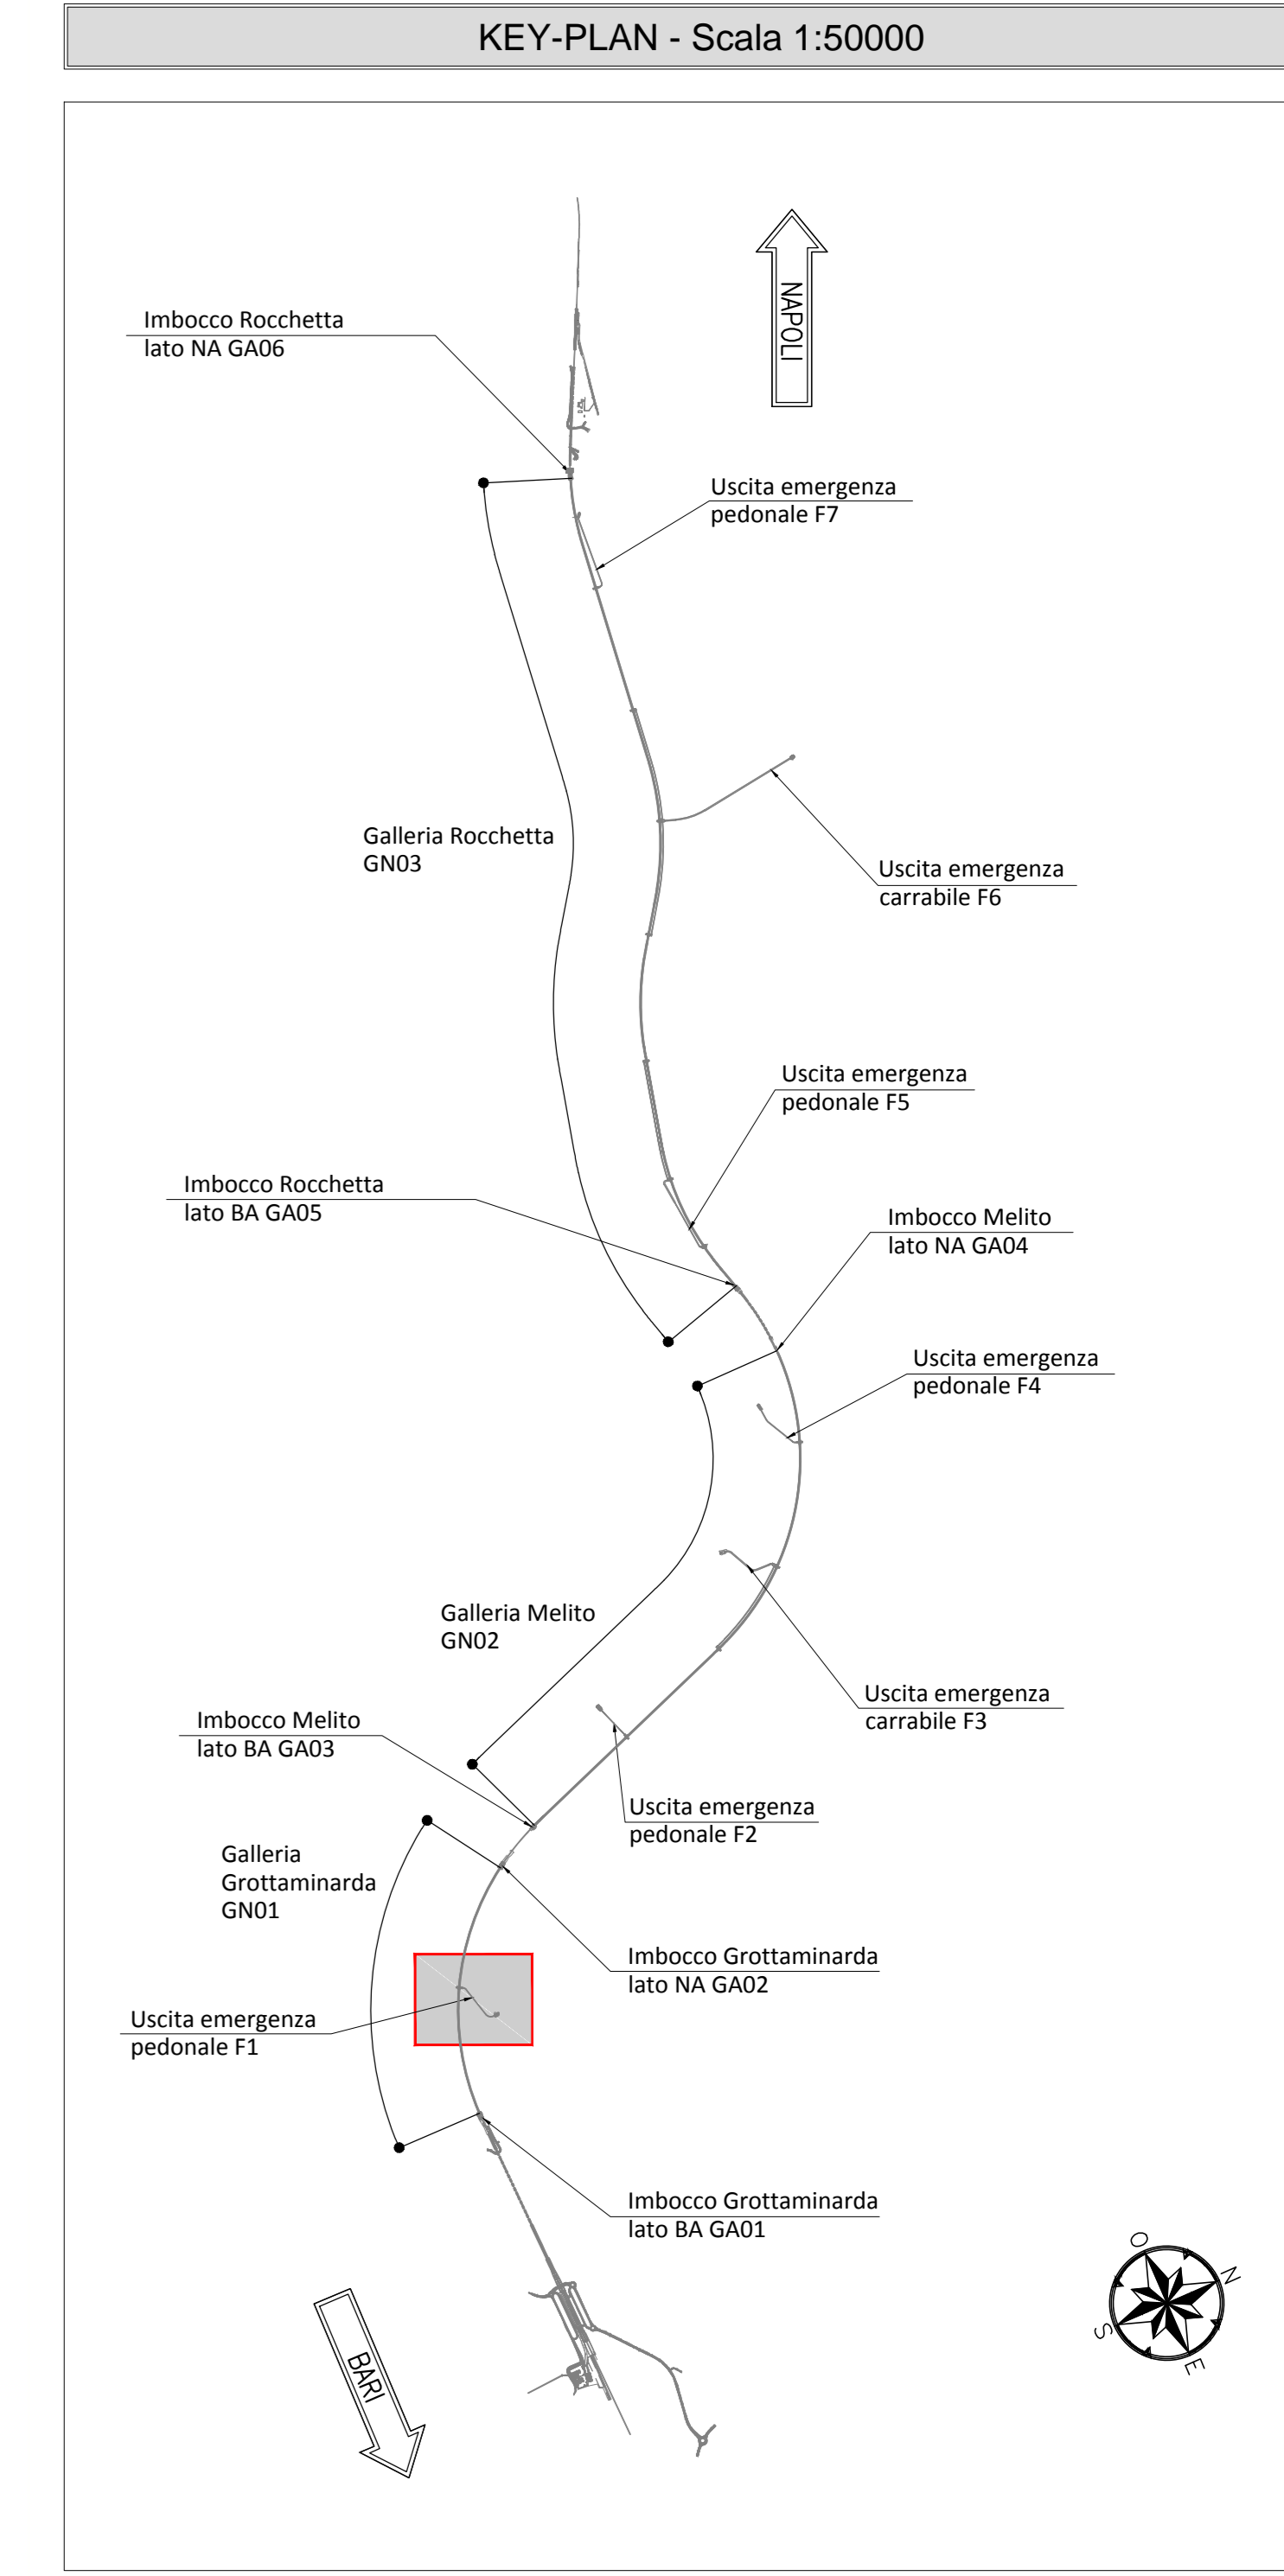 KEY-PLAN - Scala 1:50000
NAPOLI
Imbocco Rocchetta
lato NA GA06
Uscita emergenza
pedonale F7
Galleria Rocchetta
GN03
Uscita emergenza
carrabile F6
Uscita emergenza
pedonale F5
Imbocco Rocchetta
lato BA GA05
Imbocco Melito
lato NA GA04
Uscita emergenza
pedonale F4
Galleria Melito
GN02
Uscita emergenza
carrabile F3
Imbocco Melito
lato BA GA03
Uscita emergenza
pedonale F2
Galleria
Grottaminarda
GN01
Imbocco Grottaminarda
lato NA GA02
Uscita emergenza
pedonale F1
Imbocco Grottaminarda
lato BA GA01
BARI
O
N
S
E